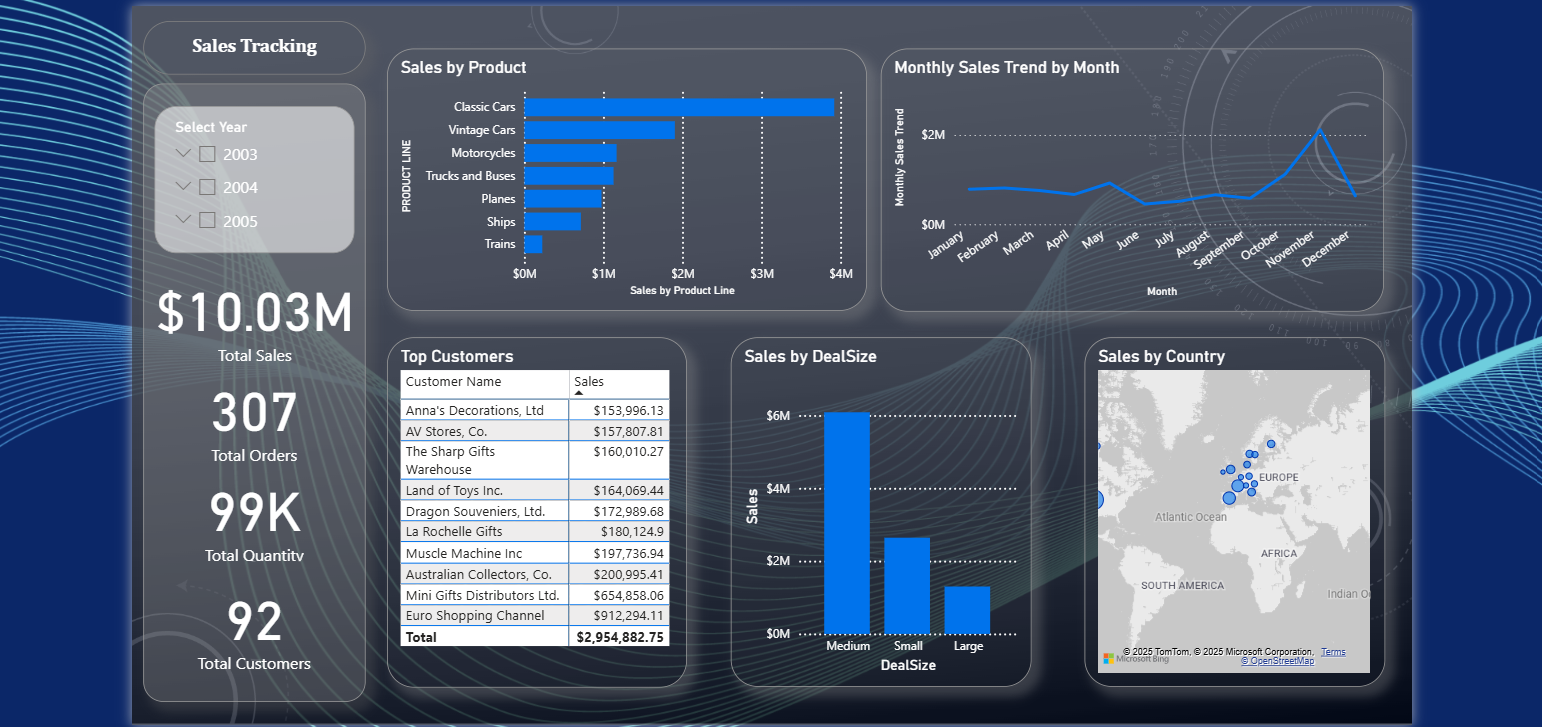 Sales Tracking
Select Year
2003
2004
2005
$10.03M
Total Sales
307
Total Orders
99K
Total Quantity
92
Total Customers
Sales by Product
PRODUCT LINE
Classic Cars
Vintage Cars
Motorcycles
Trucks and Buses
Planes
Ships
Trains
$0M $1M $2M $3M $4M
Sales by Product Line
Monthly Sales Trend by Month
Monthly Sales Trend
$2M
$0M
January February March April May June July August September October November December
Month
Top Customers
Customer Name Sales
Anna's Decorations, Ltd $153,996.13
AV Stores, Co. $157,807.81
The Sharp Gifts $160,010.27
Warehouse
Land of Toys Inc. $164,069.44
Dragon Souveniers, Ltd. $172,989.68
La Rochelle Gifts $180,124.9
Muscle Machine Inc $197,736.94
Australian Collectors, Co. $200,995.41
Mini Gifts Distributors Ltd. $654,858.06
Euro Shopping Channel $912,294.11
Total $2,954,882.75
Sales by DealSize
Sales
$6M
$4M
$2M
$0M
Medium Small Large
DealSize
Sales by Country
EUROPE
Atlantic Ocean
AFRICA
SOUTH AMERICA
Indian O
© 2025 TomTom, © 2025 Microsoft Corporation, Terms
Microsoft Bing
© OpenStreetMap